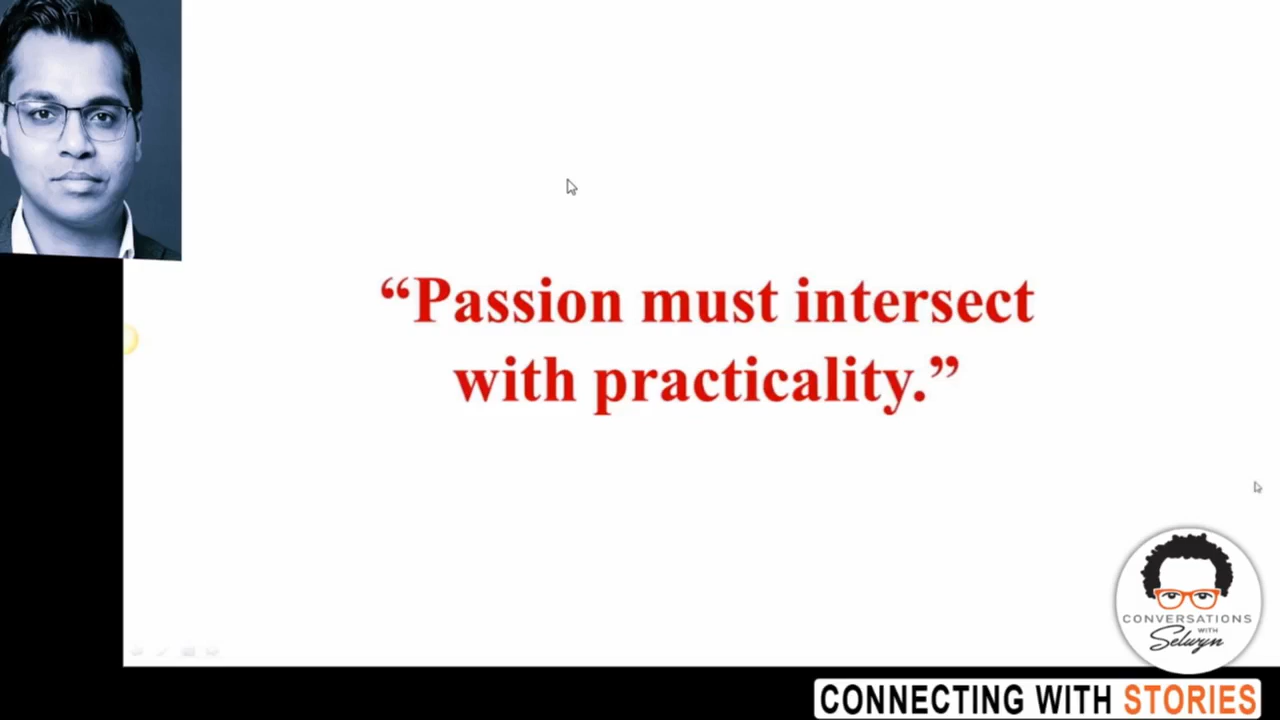 “Passion must intersect
with practicality.”
CONVERSATIONS
WITH
Selwyn
CONNECTING WITH STORIES